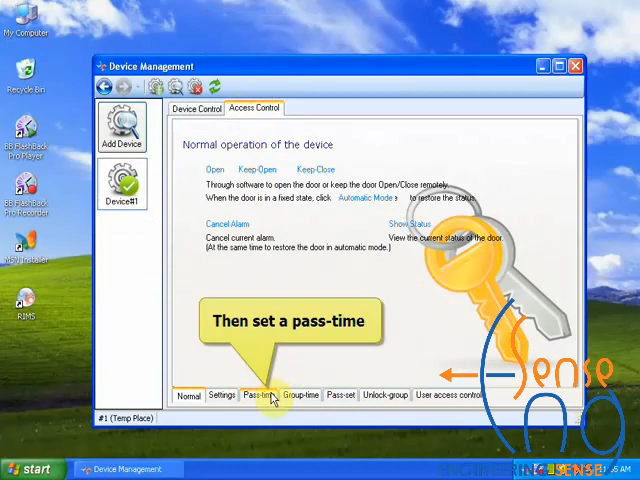 My Computer
Recycle Bin
BB FlashBack
Pro Player
BB FlashBack
Pro Recorder
MSN Installer
RIMS
Device Management
Add Device
Device#1
Device Control
Access Control
Normal operation of the device
Open Keep-Open Keep-Close
Through software to open the door or keep the door Open/Close remotely.
When the door is in a fixed state, click Automatic Mode to restore the status.
Cancel Alarm
Show Status
Cancel current alarm.
View the current status of the door.
(At the same time to restore the door in automatic mode.)
Then set a pass-time
Normal Settings Pass-time Group-time Pass-set Unlock-group User access control
#1 (Temp Place)
Sense
ng
ENGINEERING SENSE
start
Device Management